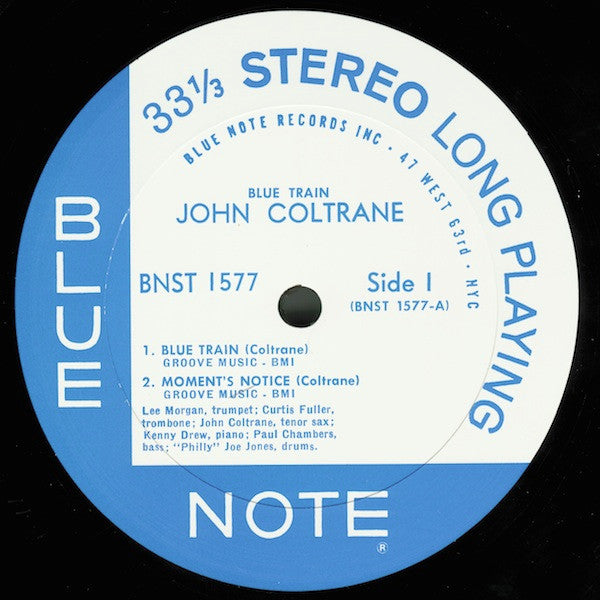 33 1/3 STEREO LONG PLAYING
BLUE NOTE RECORDS INC · 47 WEST 63rd · NYC
BLUE TRAIN
JOHN COLTRANE
BNST 1577
Side 1
(BNST 1577-A)
1. BLUE TRAIN (Coltrane)
GROOVE MUSIC - BMI
2. MOMENT'S NOTICE (Coltrane)
GROOVE MUSIC - BMI
Lee Morgan, trumpet; Curtis Fuller,
trombone; John Coltrane, tenor sax;
Kenny Drew, piano; Paul Chambers,
bass; "Philly" Joe Jones, drums.
BLUE
NOTE
®